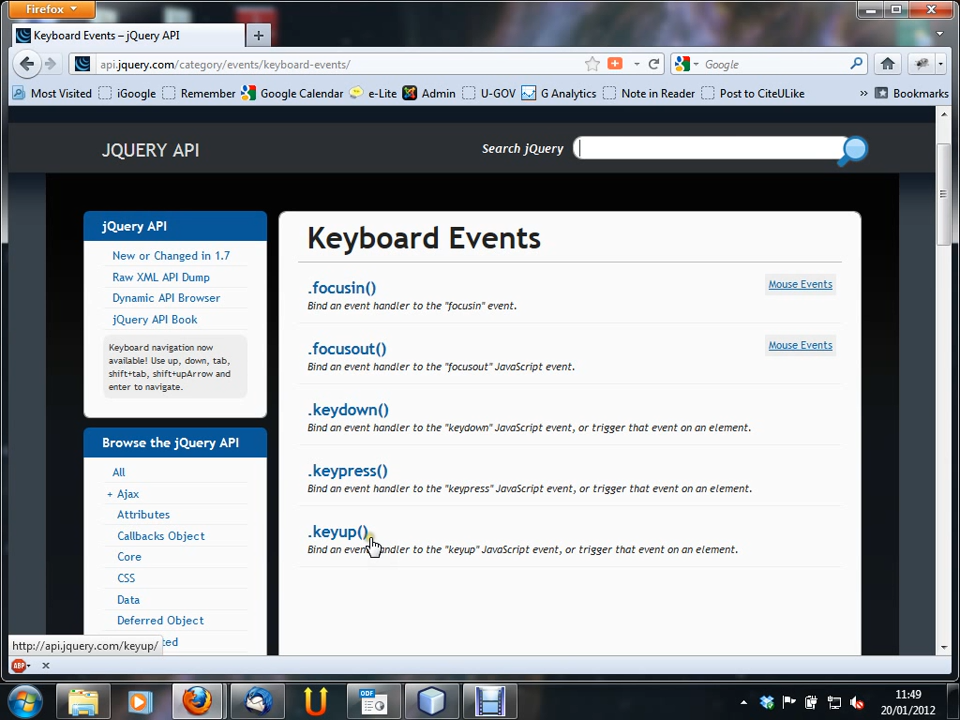 Firefox
Keyboard Events – jQuery API
api.jquery.com/category/events/keyboard-events/
Google
Most Visited
iGoogle
Remember
Google Calendar
e-Lite
Admin
U-GOV
G Analytics
Note in Reader
Post to CiteULike
»
Bookmarks
JQUERY API
Search jQuery
jQuery API
New or Changed in 1.7
Raw XML API Dump
Dynamic API Browser
jQuery API Book
Keyboard navigation now
available! Use up, down, tab,
shift+tab, shift+upArrow and
enter to navigate.
Browse the jQuery API
All
+ Ajax
Attributes
Callbacks Object
Core
CSS
Data
Deferred Object
Keyboard Events
.focusin()
Mouse Events
Bind an event handler to the "focusin" event.
.focusout()
Mouse Events
Bind an event handler to the "focusout" JavaScript event.
.keydown()
Bind an event handler to the "keydown" JavaScript event, or trigger that event on an element.
.keypress()
Bind an event handler to the "keypress" JavaScript event, or trigger that event on an element.
.keyup()
Bind an event handler to the "keyup" JavaScript event, or trigger that event on an element.
http://api.jquery.com/keyup/
ABP
ODF
11:49
20/01/2012